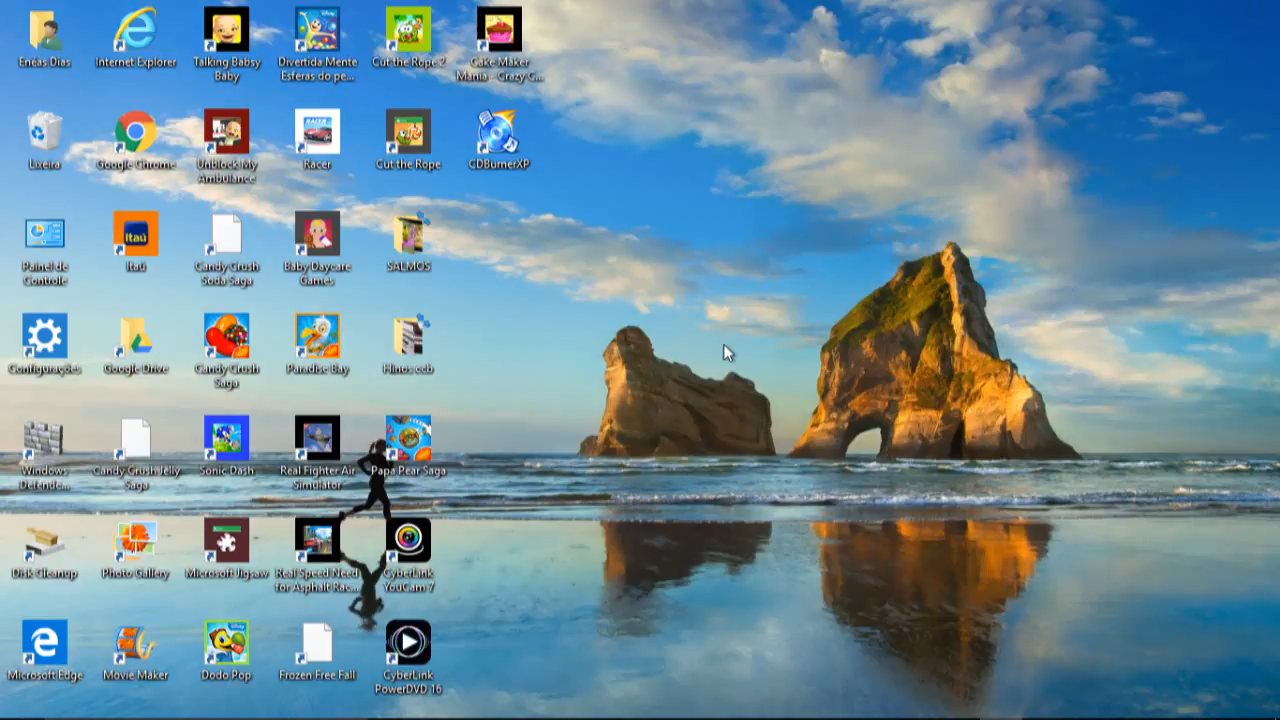 Enéas Dias
Internet Explorer
Talking Babsy
Baby
Divertida Mente
Esferas do pe...
Cut the Rope 2
Cake Maker
Mania - Crazy C...
Lixeira
Google Chrome
Unblock My
Ambulance
RACER
Racer
Cut the Rope
CDBurnerXP
Painel de
Controle
Itaú
Itaú
Candy Crush
Soda Saga
Baby Daycare
Games
SALMOS
Configurações
Google Drive
Candy Crush
Saga
Paradise Bay
Hinos ccb
Windows
Defende...
Candy CrushJelly
Saga
Sonic Dash
Real Fighter Air
Simulator
Papa Pear Saga
Disk Cleanup
Photo Gallery
Microsoft Jigsaw
Real Speed Need
for Asphalt Rac...
CyberLink
YouCam 7
Microsoft Edge
Movie Maker
Dodo Pop
Frozen Free Fall
CyberLink
PowerDVD 16